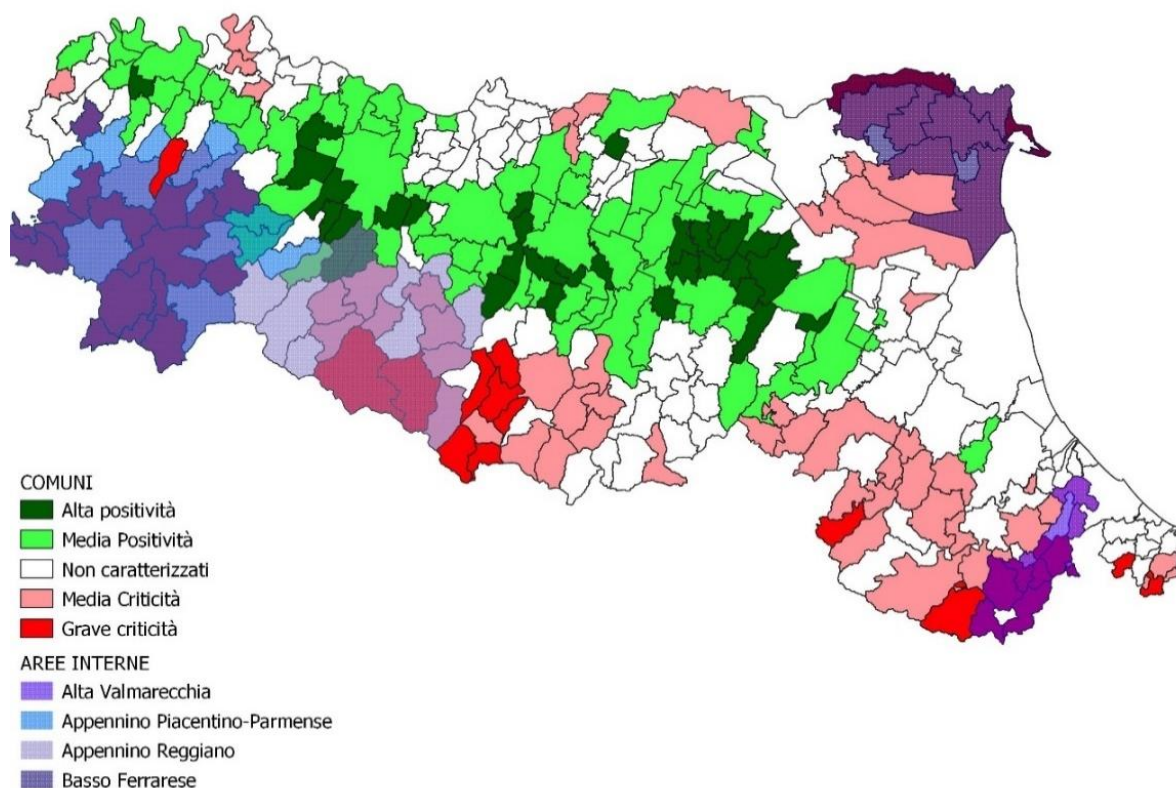 COMUNI
Alta positività
Media Positività
Non caratterizzati
Media Criticità
Grave criticità
AREE INTERNE
Alta Valmarecchia
Appennino Piacentino-Parmense
Appennino Reggiano
Basso Ferrarese